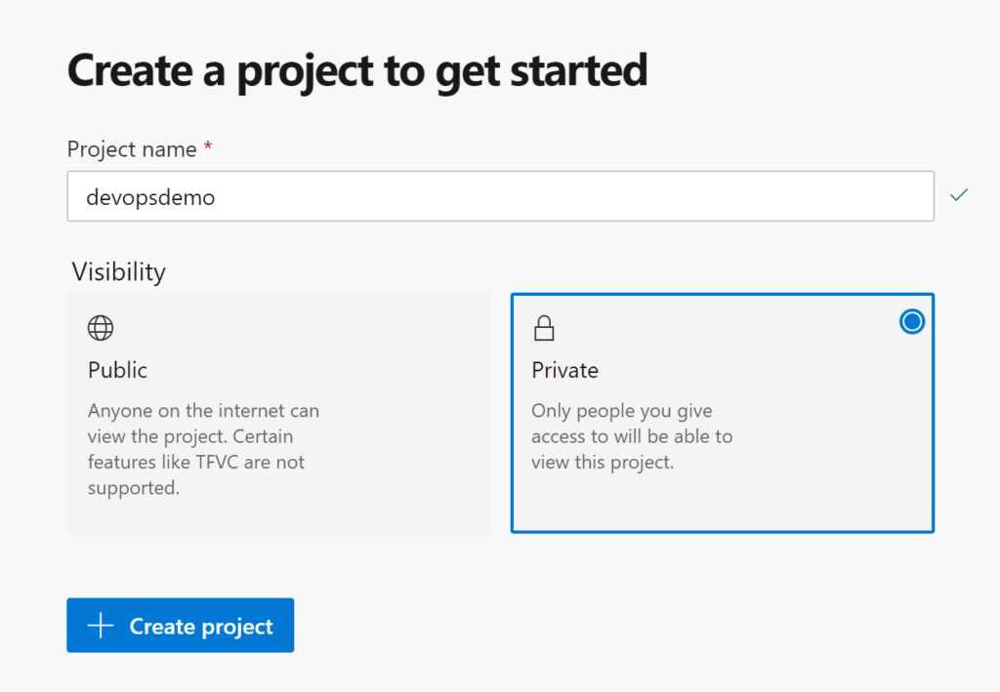 Create a project to get started
Project name *
devopsdemo
Visibility
Public
Anyone on the internet can
view the project. Certain
features like TFVC are not
supported.
Private
Only people you give
access to will be able to
view this project.
Create project